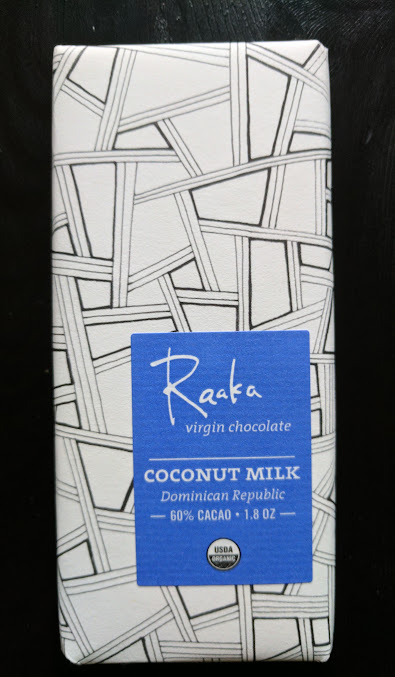 Raaka
virgin chocolate
COCONUT MILK
Dominican Republic
— 60% CACAO • 1.8 OZ —
USDA
ORGANIC